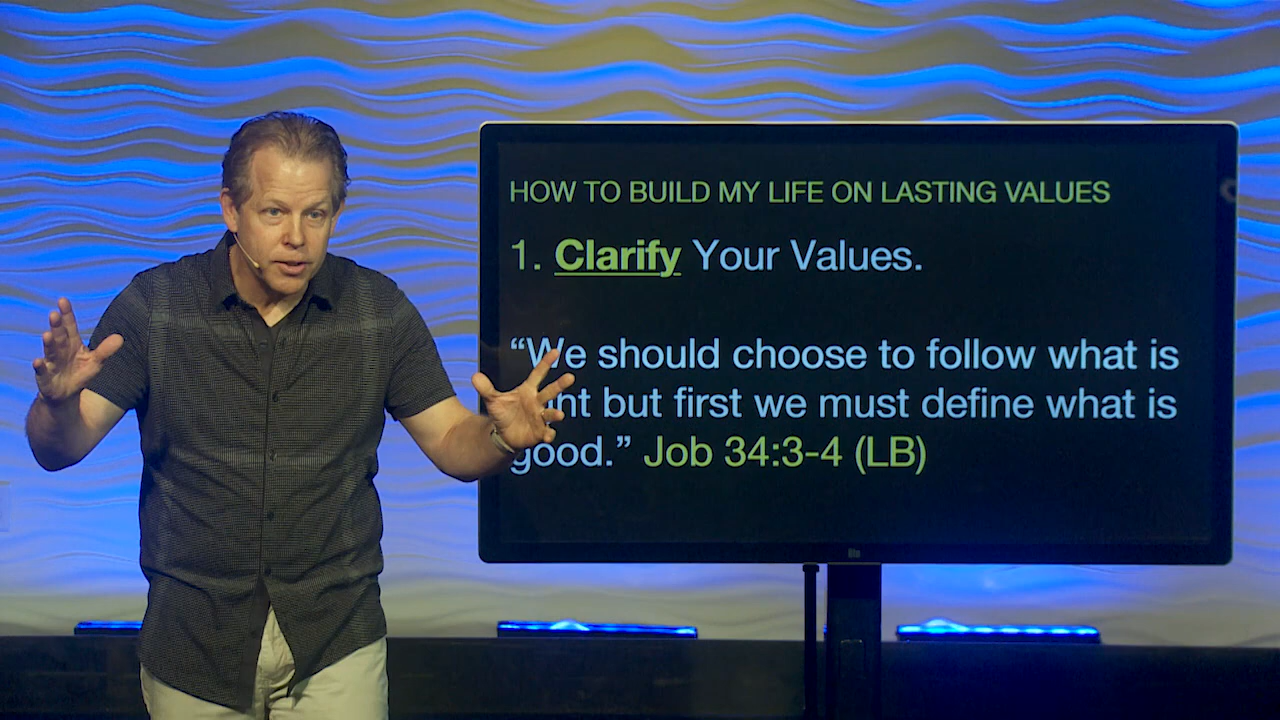 HOW TO BUILD MY LIFE ON LASTING VALUES
1. Clarify Your Values.
“We should choose to follow what is
but first we must define what is
good.” Job 34:3-4 (LB)